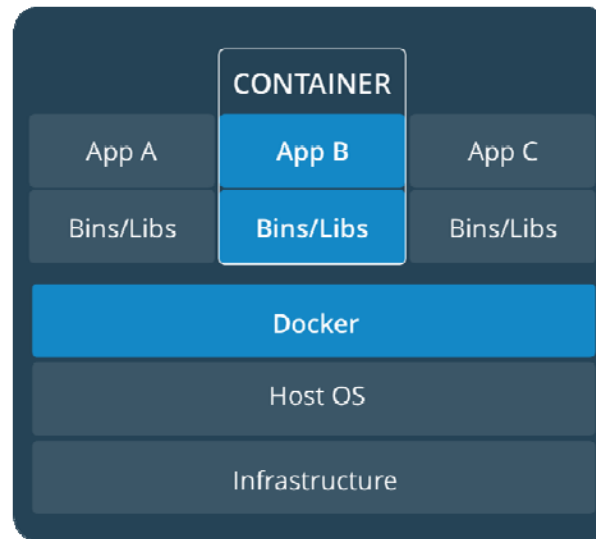 CONTAINER
App A App B App C
Bins/Libs Bins/Libs Bins/Libs
Docker
Host OS
Infrastructure